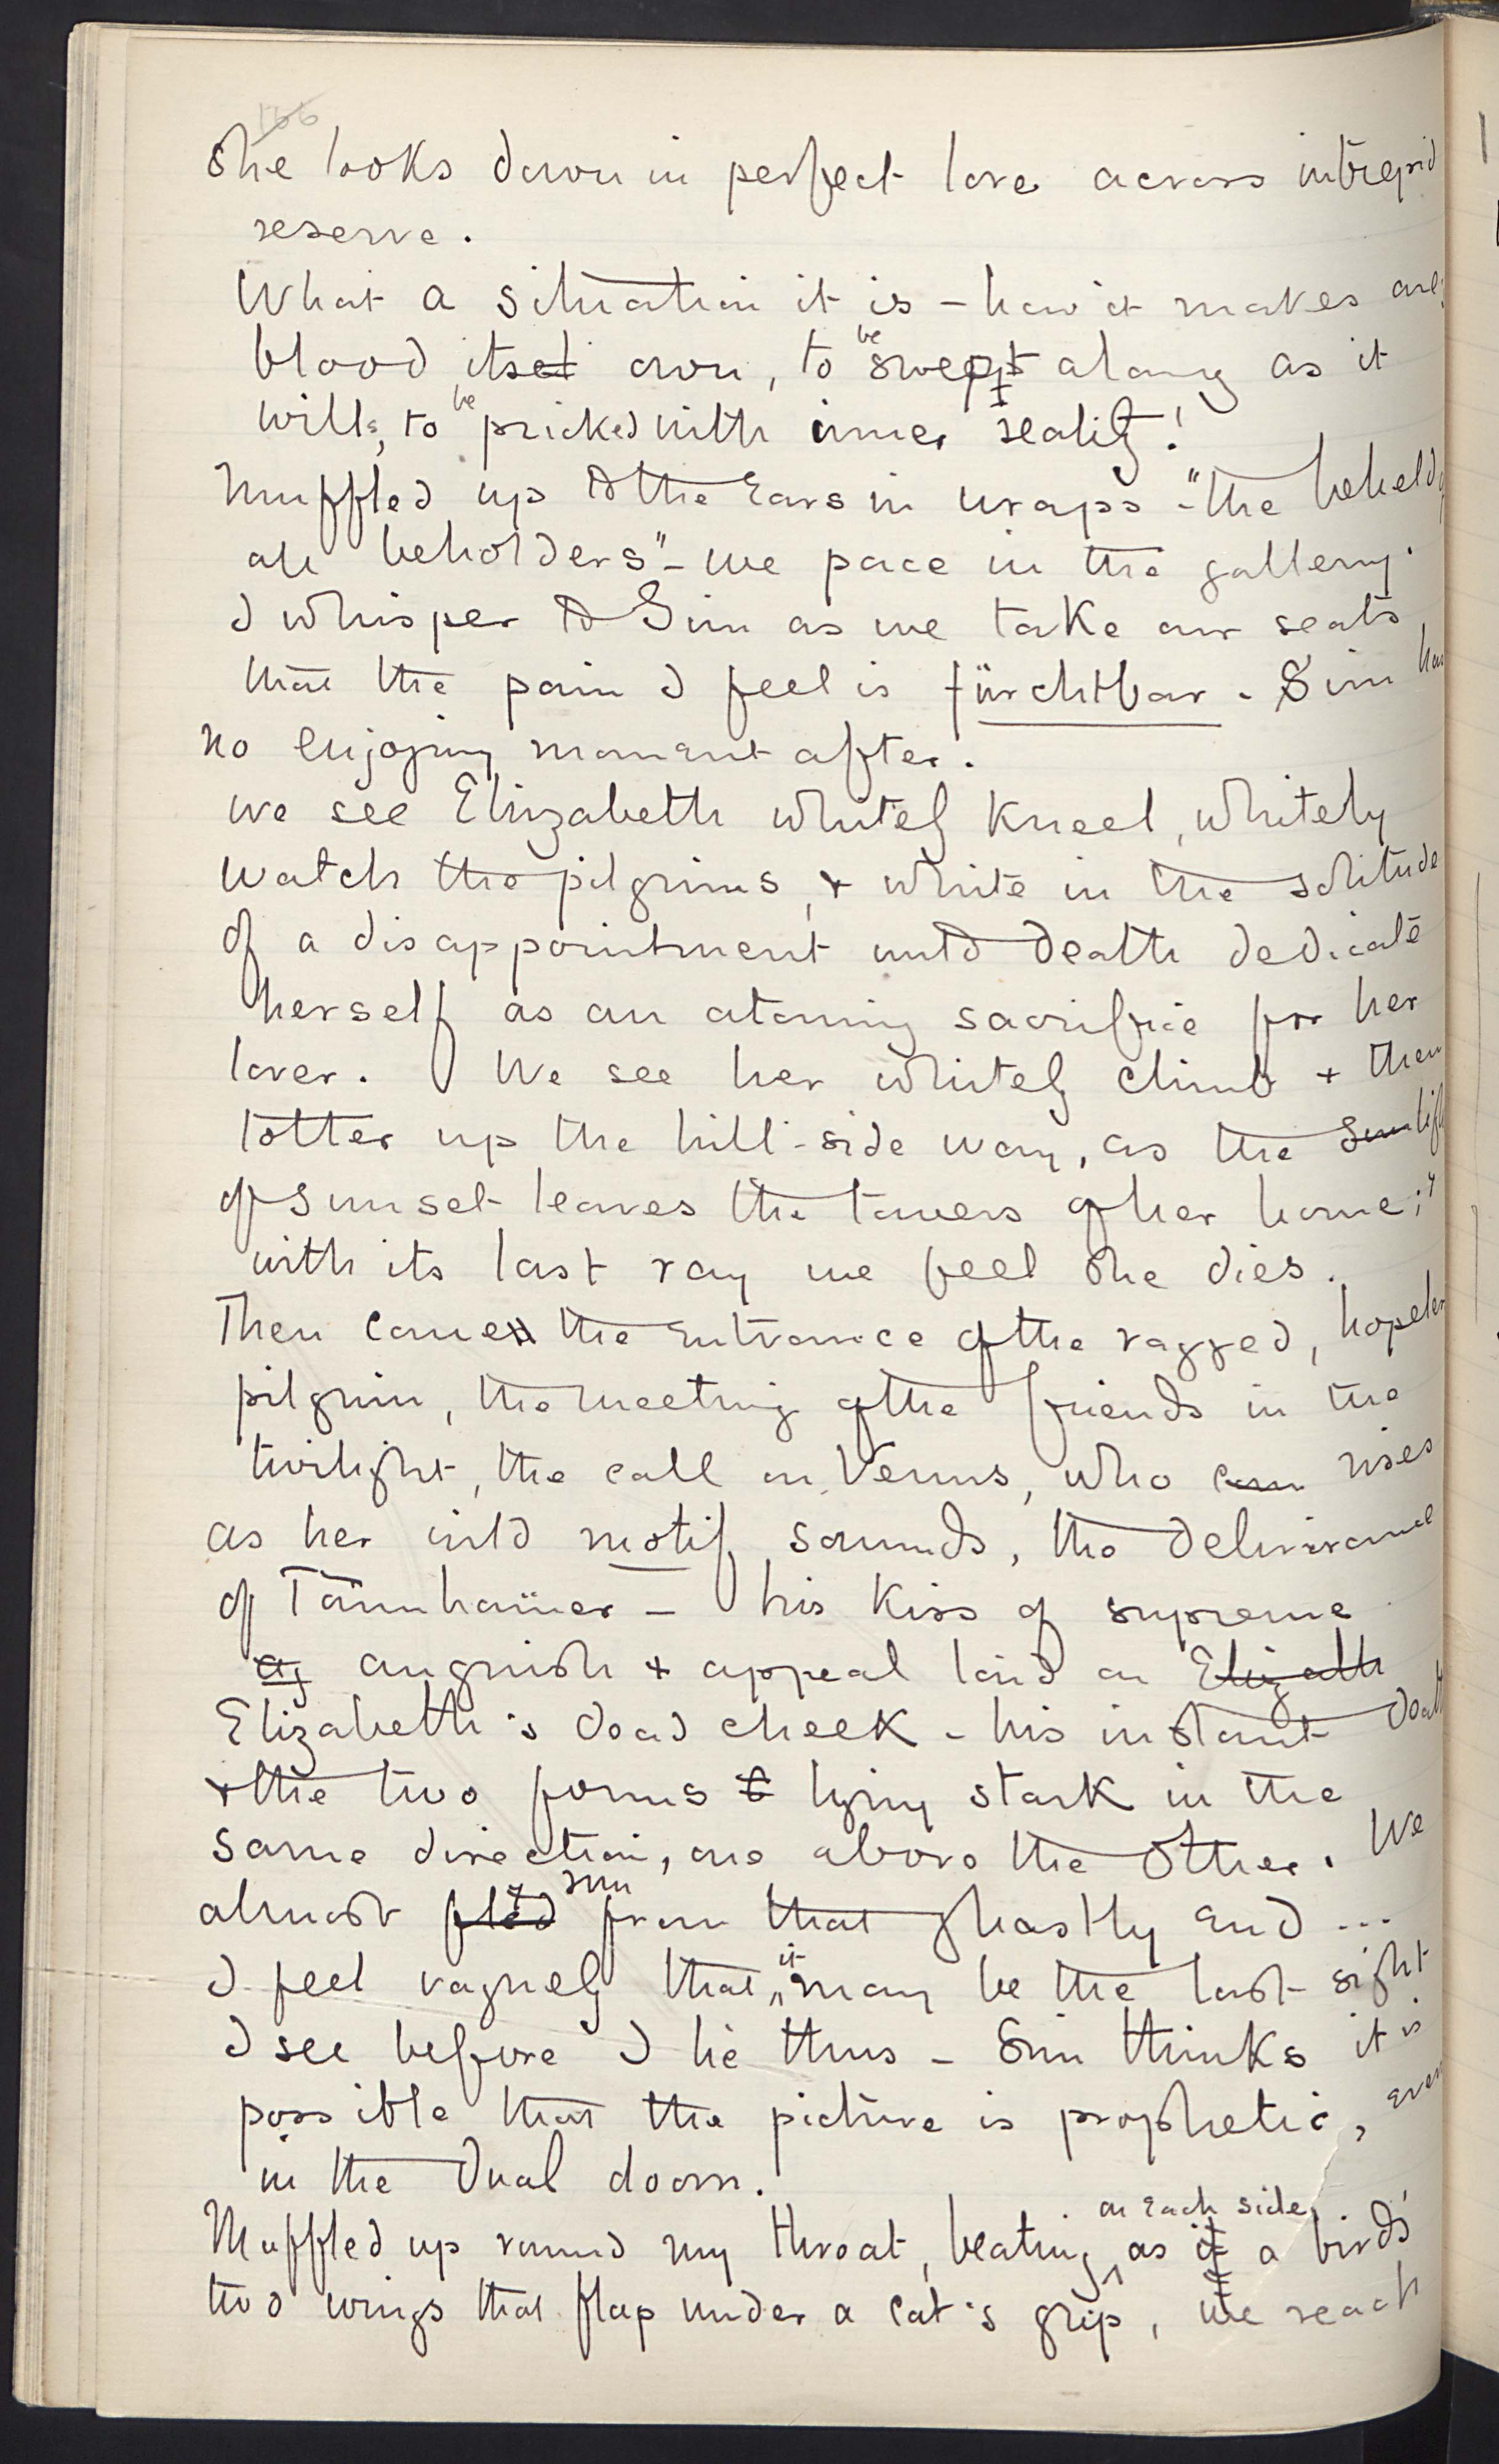 166
She looks down in perfect love across intrepid
reserve.
What a situation it is – how it makes one's
blood itself its own, to be swept along as it
wills, to be pricked with inner reality!
Muffled up to the Ears in wraps – "the beheld of
all beholders" – we pace in the gallery.
I whisper to Sim as we take our seats,
that the pain I feel is fürchtbar. Sim has
no enjoying moment after.
We see Elizabeth whitely kneel, whitely
watch the pilgrims, & white in the solitude
of a disappointment unto death dedicate
herself as an atoning sacrifice for her
lover. We see her whitely climb & then
totter up the hill-side way, as the sun light
of sunset leaves the towers of her home;
with its last ray we feel she dies.
Then comes the entrance of the ragged, hopeless
pilgrim, the meeting of the friends in the
twilight, the call on Venus, who com rises
as her wild motif sounds, the deliverance
of Tannhaüser – his kiss of supreme
ag anguish & appeal laid on Elizath
Elizabeth's dead cheek – his instant death
& the two forms lying stark in the
same direction, one above the other. We
almost fled run from that ghastly End ...
I feel vaguely that it may be the last sight
I see before I lie thus – Sim thinks it is
possible that the picture is prophetic, even
in the dual doom.
Muffled up round my throat, beating on Each side, as if a bird's
two wings that flap under a cat's grip, we reach